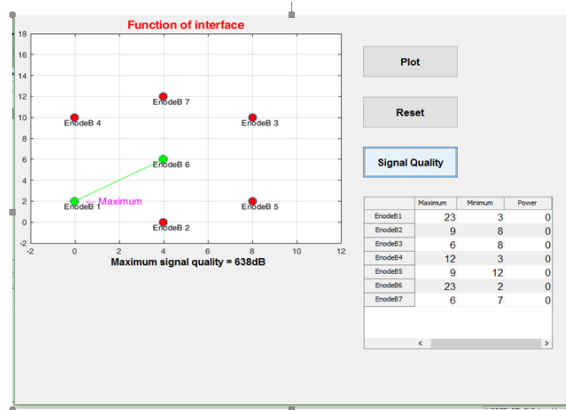 Function of interface
18
16
14
12
10
8
6
4
2
0
-2
EnodeB 7
EnodeB 4
EnodeB 3
EnodeB 6
EnodeB 1
← Maximum
EnodeB 5
EnodeB 2
-2 0 2 4 6 8 10 12
Maximum signal quality = 638dB
Plot
Reset
Signal Quality
Maximum Minimum Power
EnodeB1 23 3 0
EnodeB2 9 8 0
EnodeB3 6 8 0
EnodeB4 12 3 0
EnodeB5 9 12 0
EnodeB6 23 2 0
EnodeB7 6 7 0